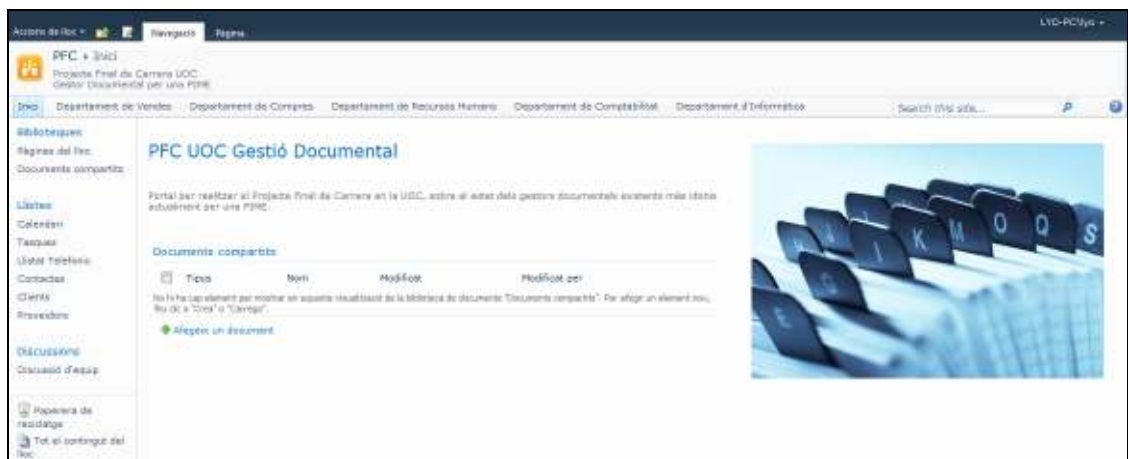 LYO-PC\lyo
Accions del lloc
Navegació Pàgina
PFC Inici
Projecte Final de Carrera UOC
Gestor Documental per una PIME
Inici Departament de Vendes Departament de Compres Departament de Recursos Humans Departament de Comptabilitat Departament d'Informàtica Search this site...
Biblioteques
Pàgines del lloc
Documents compartits
Llistes
Calendari
Tasques
Llistat Telefònic
Contactes
Clients
Proveïdors
Discussions
Discussió d'equip
Paperera de
reciclatge
Tot el contingut del
lloc
PFC UOC Gestió Documental
Portal per realitzar el Projecte Final de Carrera en la UOC, sobre el estat dels gestors documentals existents més idonis
actualment per una PIME.
Documents compartits
Tipus Nom Modificat Modificat per
No hi ha cap element per mostrar en aquesta visualització de la biblioteca de documents "Documents compartits". Per afegir un element nou,
feu clic a "Crea" o "Carrega".
Afegeix un document
K M O Q S